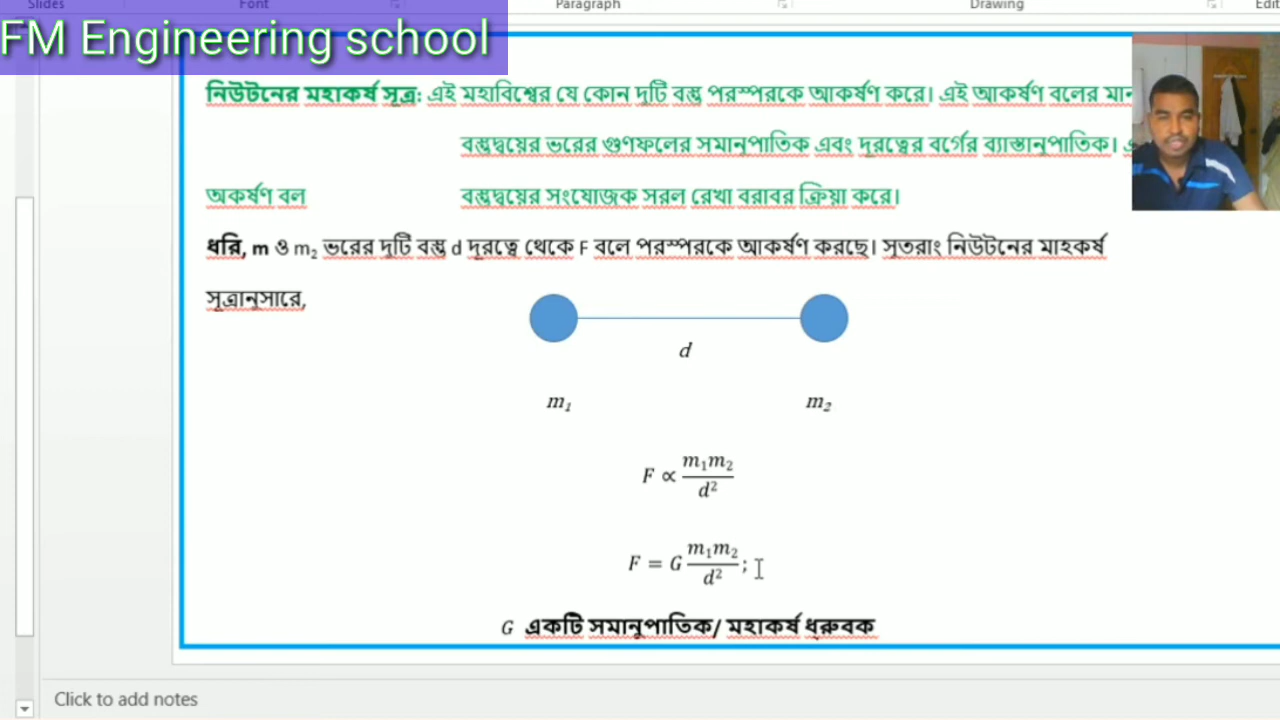 Slides Font Paragraph Drawing
FM Engineering school
নিউটনের মহাকর্ষ সূত্র: এই মহাবিশ্বের যে কোন দুটি বস্তু পরস্পরকে আকর্ষণ করে। এই আকর্ষণ বলের
বস্তুদ্বয়ের ভরের গুণফলের সমানুপাতিক এবং দূরত্বের বর্গের ব্যাস্তানুপাতিক।
অকর্ষণ বল বস্তুদ্বয়ের সংযোজক সরল রেখা বরাবর ক্রিয়া করে।
ধরি, m ও m₂ ভরের দুটি বস্তু d দূরত্বে থেকে F বলে পরস্পরকে আকর্ষণ করছে। সুতরাং নিউটনের মাহকর্ষ
সূত্রানুসারে,
d
m₁ m₂
F ∝ m₁m₂/d²
F = G m₁m₂/d² ;
G একটি সমানুপাতিক/ মহাকর্ষ ধ্রুবক
Click to add notes